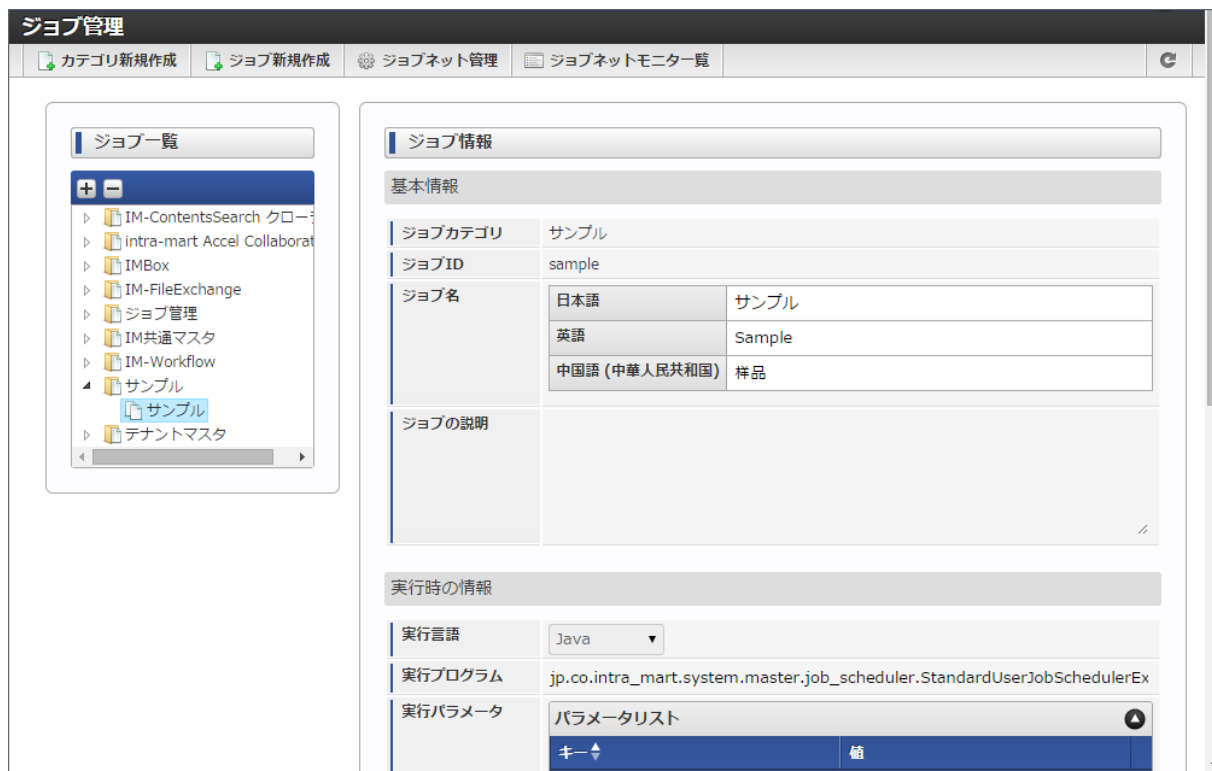 ジョブ管理
カテゴリ新規作成 ジョブ新規作成 ジョブネット管理 ジョブネットモニター覧
ジョブ一覧
IM-ContentsSearch クロー
intra-mart Accel Collaborat
IMBox
IM-FileExchange
ジョブ管理
IM共通マスタ
IM-Workflow
サンプル
サンプル
テナントマスタ
ジョブ情報
基本情報
ジョブカテゴリ サンプル
ジョブID sample
ジョブ名
日本語 サンプル
英語 Sample
中国語 (中華人民共和国) 样品
ジョブの説明
実行時の情報
実行言語 Java
実行プログラム jp.co.intra_mart.system.master.job_scheduler.StandardUserJobSchedulerEx
実行パラメータ
パラメータリスト
キー 値